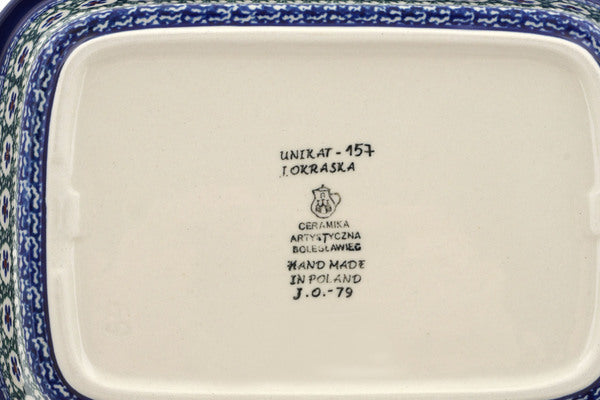 UNIKAT - 157
J.OKRASKA
CERAMIKA
ARTYSTYCZNA
BOLESŁAWIEC
HAND MADE
IN POLAND
J.O.-79